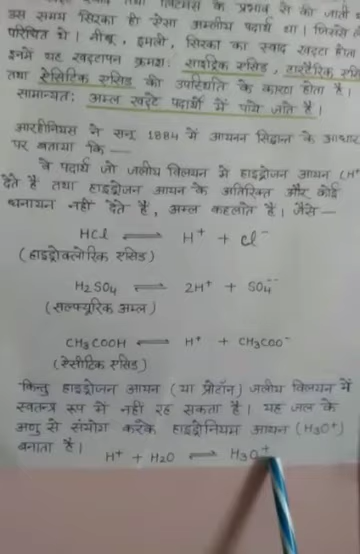 उस समय सिरका ही ऐसा अम्लीय पदार्थ था।
परिचित थे। नीबू, इमली, सिरका का स्वाद खट्टा होता
इनमें यह खट्टापन क्रमशः साइट्रिक एसिड, टारटैरिक
तथा ऐसिटिक एसिड की उपस्थिति के कारण होता है।
सामान्यतः अम्ल खट्टे पदार्थों में पाये जाते हैं।
आरहीनियस ने सन् 1884 में आयनन सिद्धान्त के आधार
पर बताया कि —
वे पदार्थ जो जलीय विलयन में हाइड्रोजन आयन (H+
देते हैं तथा हाइड्रोजन आयन के अतिरिक्त और कोई
धनायन नहीं देते हैं, अम्ल कहलाते हैं। जैसे —
HCl ⇌ H⁺ + Cl⁻
(हाइड्रोक्लोरिक एसिड)
H₂SO₄ ⇌ 2H⁺ + SO₄⁻⁻
(सल्फ्यूरिक अम्ल)
CH₃COOH ⇌ H⁺ + CH₃COO⁻
(ऐसीटिक एसिड)
किन्तु हाइड्रोजन आयन (या प्रोटॉन) जलीय विलयन में
स्वतन्त्र रूप में नहीं रह सकता है। यह जल के
अणु से संयोग करके हाइड्रोनियम आयन (H₃O⁺)
बनाता है।
H⁺ + H₂O ⇌ H₃O⁺